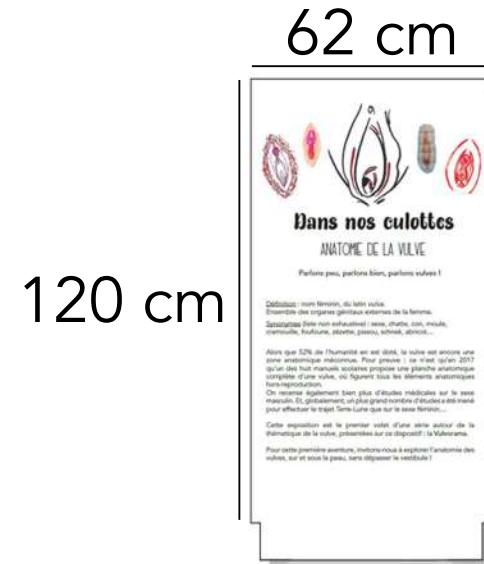 62 cm
120 cm
Dans nos culottes
ANATOMIE DE LA VULVE
Parlons peu, parlons bien, parlons vulves !
Définition : nom féminin, du latin vulva.
Ensemble des organes génitaux externes de la femme.
Synonymes (liste non exhaustive) : sexe, chatte, con, moule,
cramouille, foufoune, zézette, pissou, schnek, abricot...
Alors que 52% de l'humanité en est doté, la vulve est encore une
zone anatomique méconnue. Pour preuve : ce n'est qu'en 2017
qu'un des huit manuels scolaires propose une planche anatomique
complète d'une vulve, où figurent tous les éléments anatomiques
hors-reproduction.
On recense également bien plus d'études médicales sur le sexe
masculin. Et, globalement, un plus grand nombre d'études a été mené
pour effectuer le trajet Terre-Lune que sur le sexe féminin...
Cette exposition est le premier volet d'une série autour de la
thématique de la vulve, présentées sur ce dispositif : la Vulvorama.
Pour cette première aventure, invitons-nous à explorer l'anatomie des
vulves, sur et sous la peau, sans dépasser le vestibule !